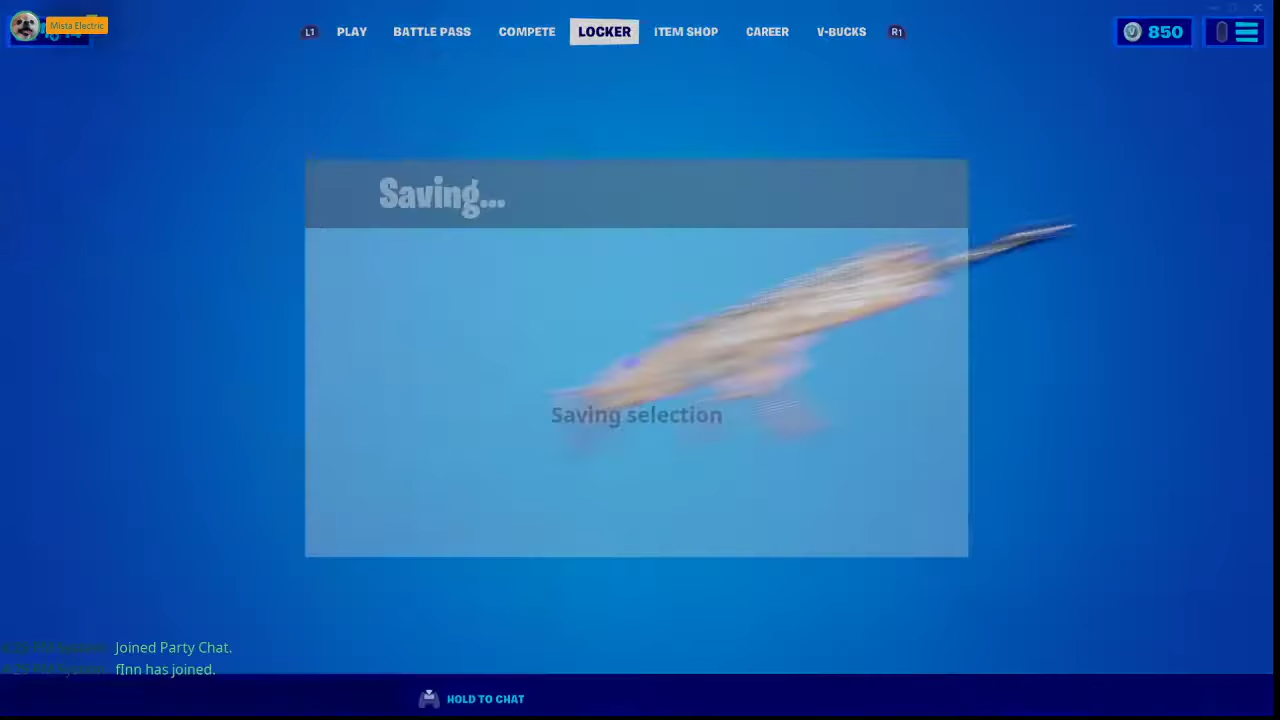 Mista Electric
L1 PLAY BATTLE PASS COMPETE LOCKER ITEM SHOP CAREER V-BUCKS R1
850
Saving...
Saving selection
Joined Party Chat.
fInn has joined.
HOLD TO CHAT